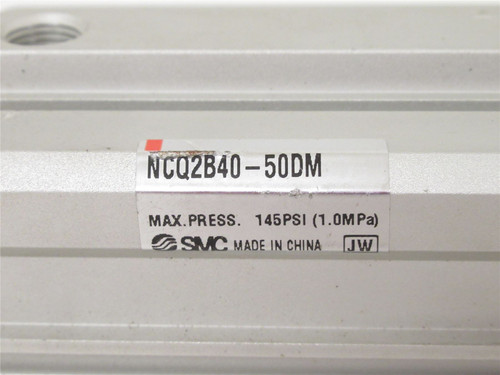 NCQ2B40-50DM
MAX.PRESS. 145PSI (1.0MPa)
SMC MADE IN CHINA JW